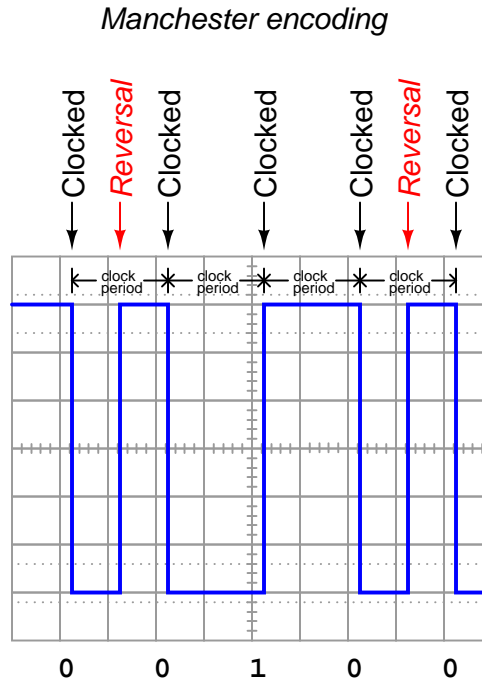 Manchester encoding
Clocked
Reversal
Clocked
Clocked
Clocked
Reversal
Clocked
clock
period
clock
period
clock
period
clock
period
0 0 1 0 0